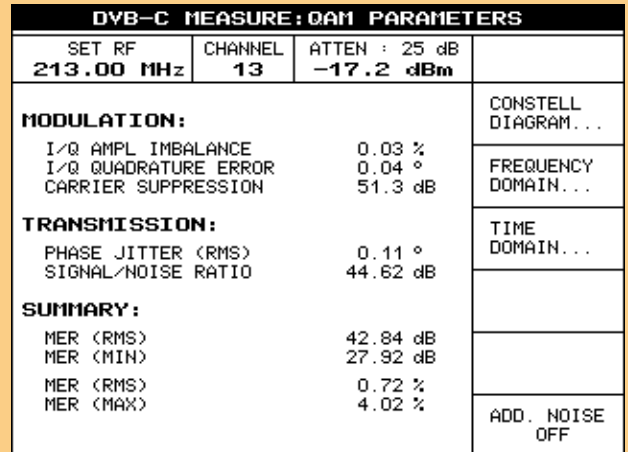 DVB-C MEASURE:QAM PARAMETERS
SET RF CHANNEL ATTEN : 25 dB
213.00 MHz 13 -17.2 dBm
MODULATION:
I/Q AMPL IMBALANCE 0.03 %
I/Q QUADRATURE ERROR 0.04 °
CARRIER SUPPRESSION 51.3 dB
TRANSMISSION:
PHASE JITTER (RMS) 0.11 °
SIGNAL/NOISE RATIO 44.62 dB
SUMMARY:
MER (RMS) 42.84 dB
MER (MIN) 27.92 dB
MER (RMS) 0.72 %
MER (MAX) 4.02 %
CONSTELL
DIAGRAM...
FREQUENCY
DOMAIN...
TIME
DOMAIN...
ADD. NOISE
OFF